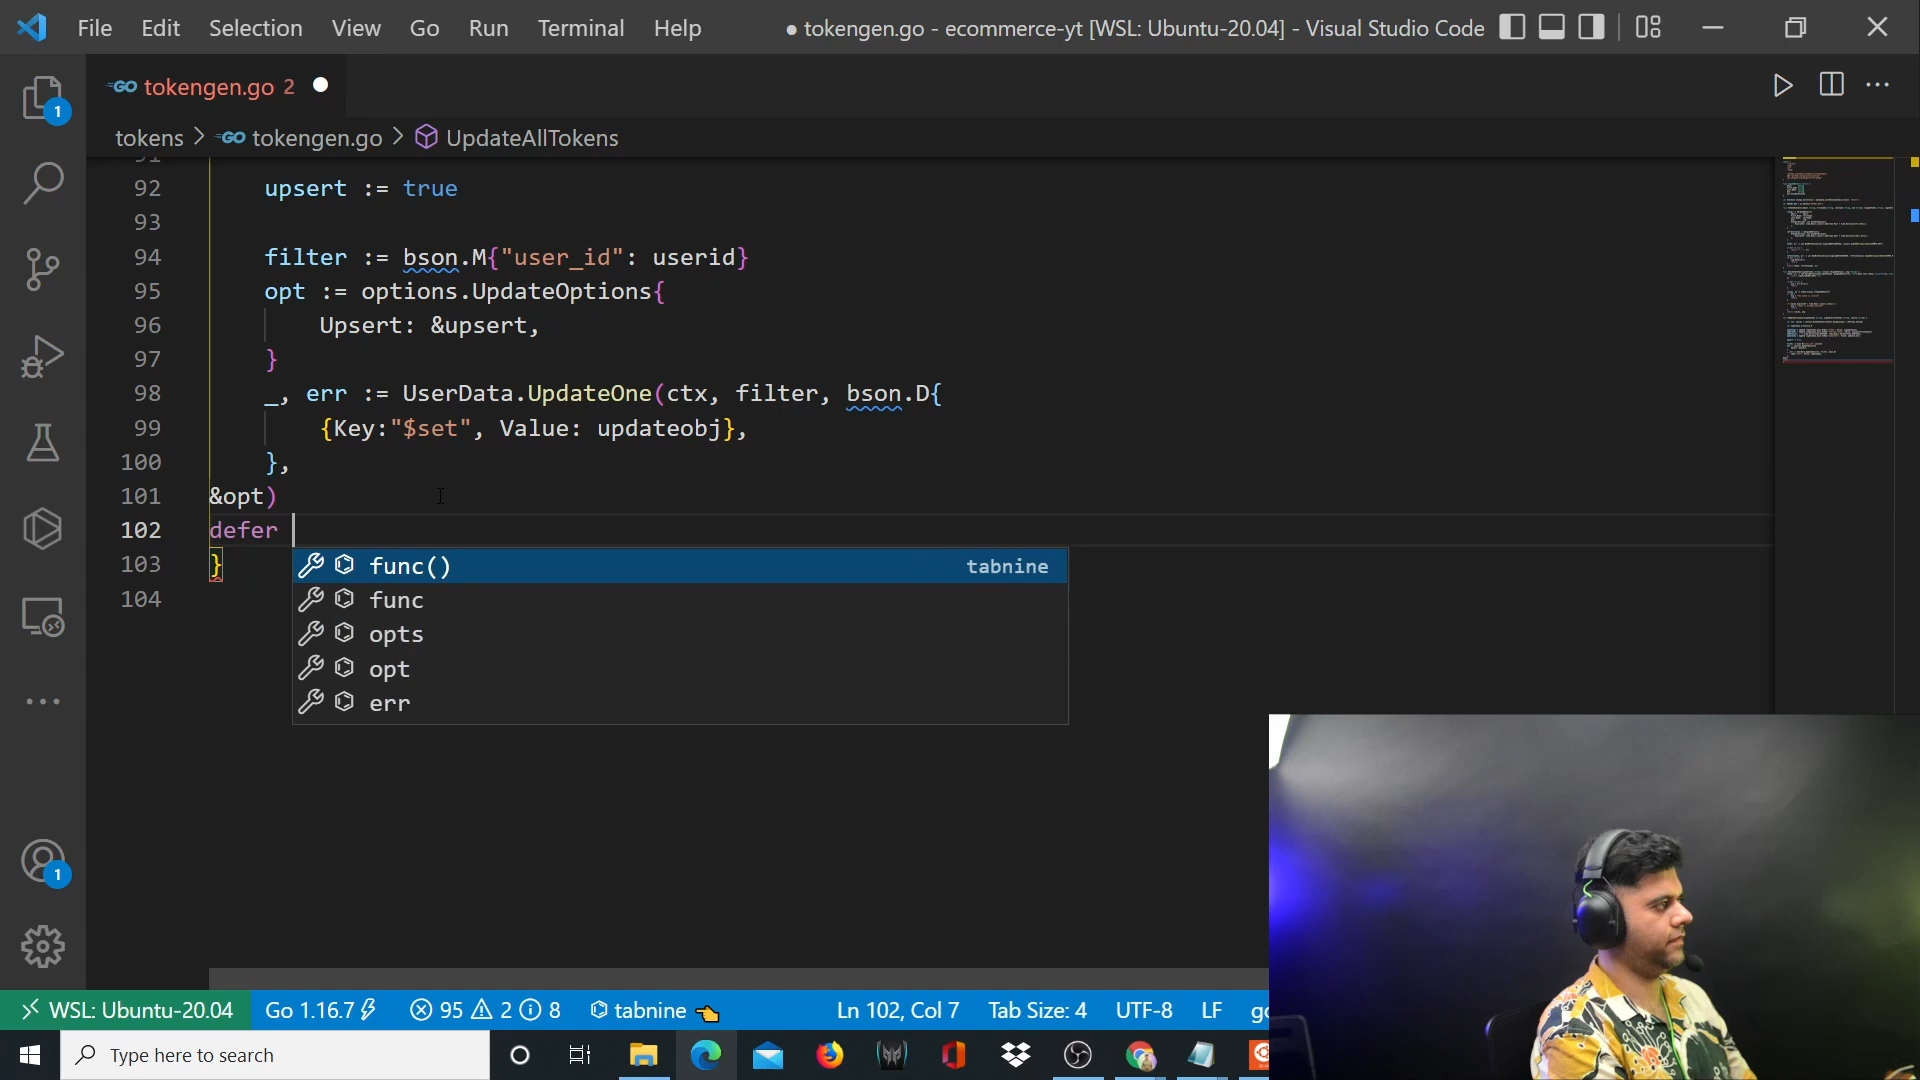 File Edit Selection View Go Run Terminal Help ● tokengen.go - ecommerce-yt [WSL: Ubuntu-20.04] - Visual Studio Code
GO tokengen.go 2
tokens > GO tokengen.go > UpdateAllTokens
91
92 upsert := true
93
94 filter := bson.M{"user_id": userid}
95 opt := options.UpdateOptions{
96 Upsert: &upsert,
97 }
98 _, err := UserData.UpdateOne(ctx, filter, bson.D{
99 {Key:"$set", Value: updateobj},
100 },
101 &opt)
102 defer
103 }
104
func() tabnine
func
opts
opt
err
1
1
WSL: Ubuntu-20.04 Go 1.16.7 95 2 8 tabnine Ln 102, Col 7 Tab Size: 4 UTF-8 LF
Type here to search